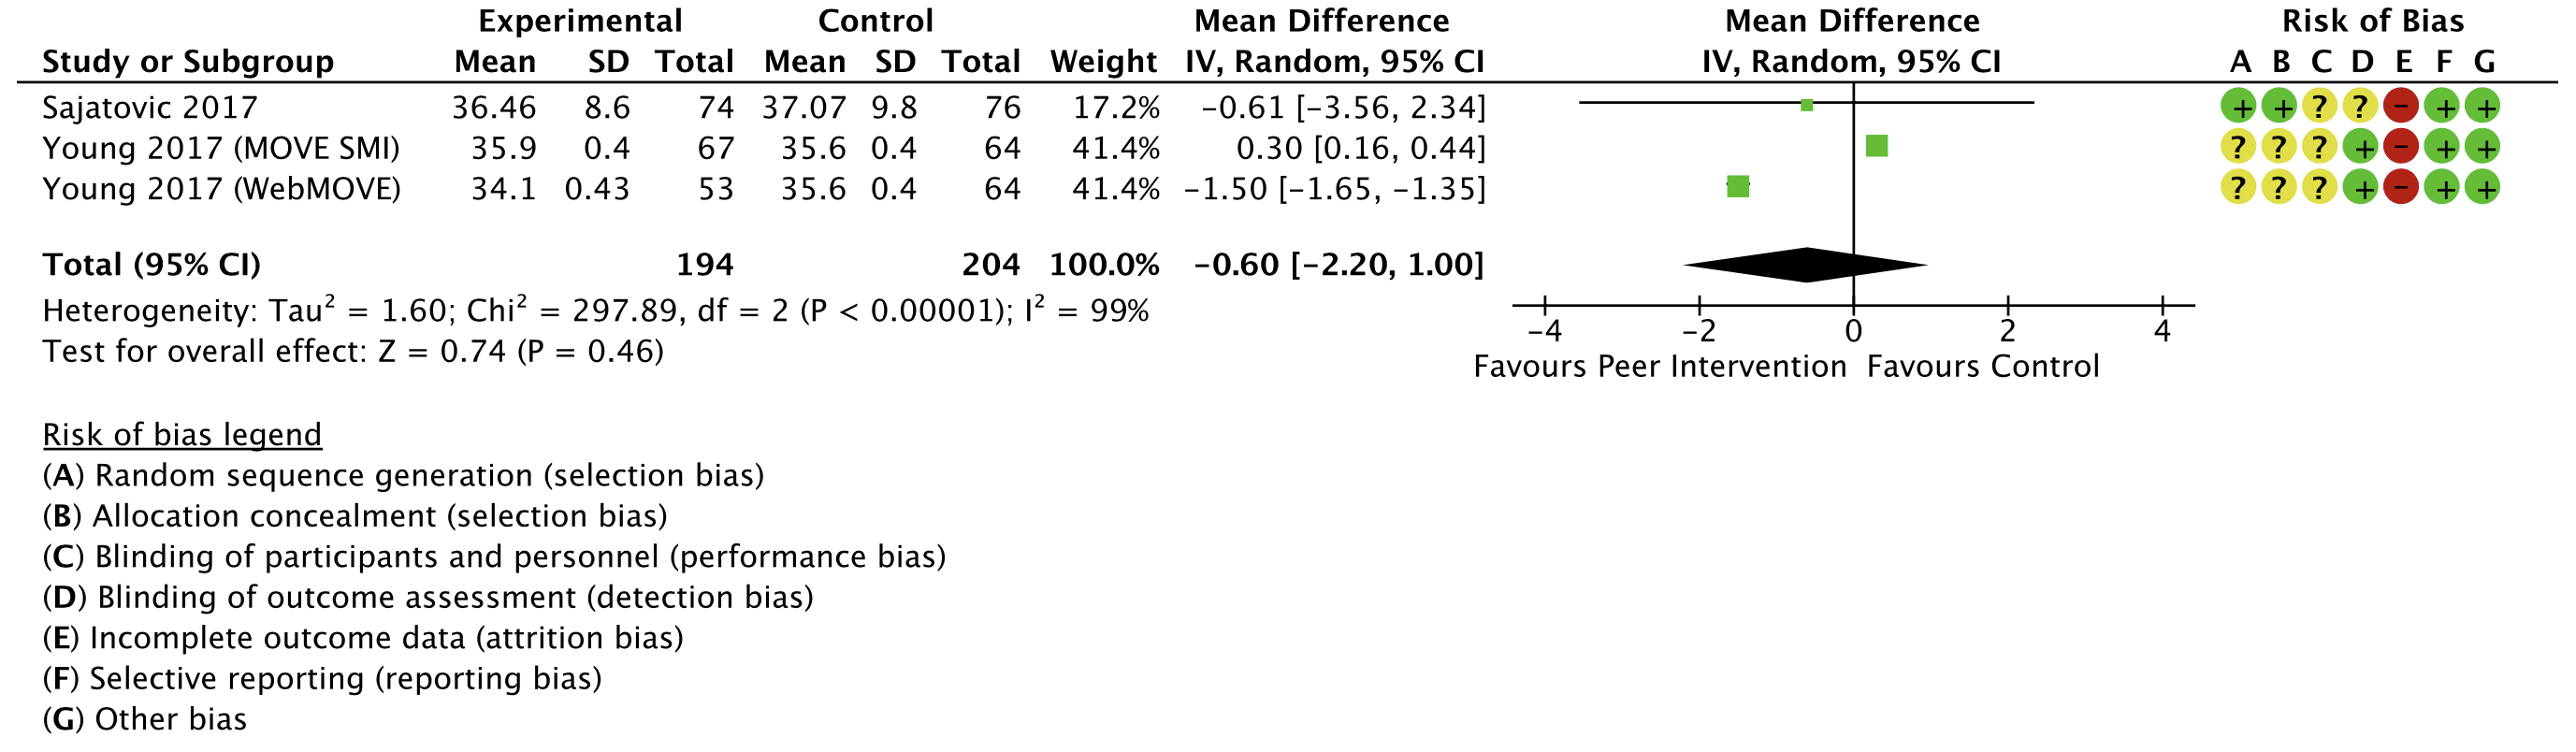 Experimental Control Mean Difference Mean Difference Risk of Bias
Study or Subgroup Mean SD Total Mean SD Total Weight IV, Random, 95% CI IV, Random, 95% CI A B C D E F G
Sajatovic 2017 36.46 8.6 74 37.07 9.8 76 17.2% −0.61 [−3.56, 2.34] + + ? ? − + +
Young 2017 (MOVE SMI) 35.9 0.4 67 35.6 0.4 64 41.4% 0.30 [0.16, 0.44] ? ? ? + − + +
Young 2017 (WebMOVE) 34.1 0.43 53 35.6 0.4 64 41.4% −1.50 [−1.65, −1.35] ? ? ? + − + +
Total (95% CI) 194 204 100.0% −0.60 [−2.20, 1.00]
Heterogeneity: Tau² = 1.60; Chi² = 297.89, df = 2 (P < 0.00001); I² = 99%
Test for overall effect: Z = 0.74 (P = 0.46)
−4 −2 0 2 4
Favours Peer Intervention Favours Control
Risk of bias legend
(A) Random sequence generation (selection bias)
(B) Allocation concealment (selection bias)
(C) Blinding of participants and personnel (performance bias)
(D) Blinding of outcome assessment (detection bias)
(E) Incomplete outcome data (attrition bias)
(F) Selective reporting (reporting bias)
(G) Other bias